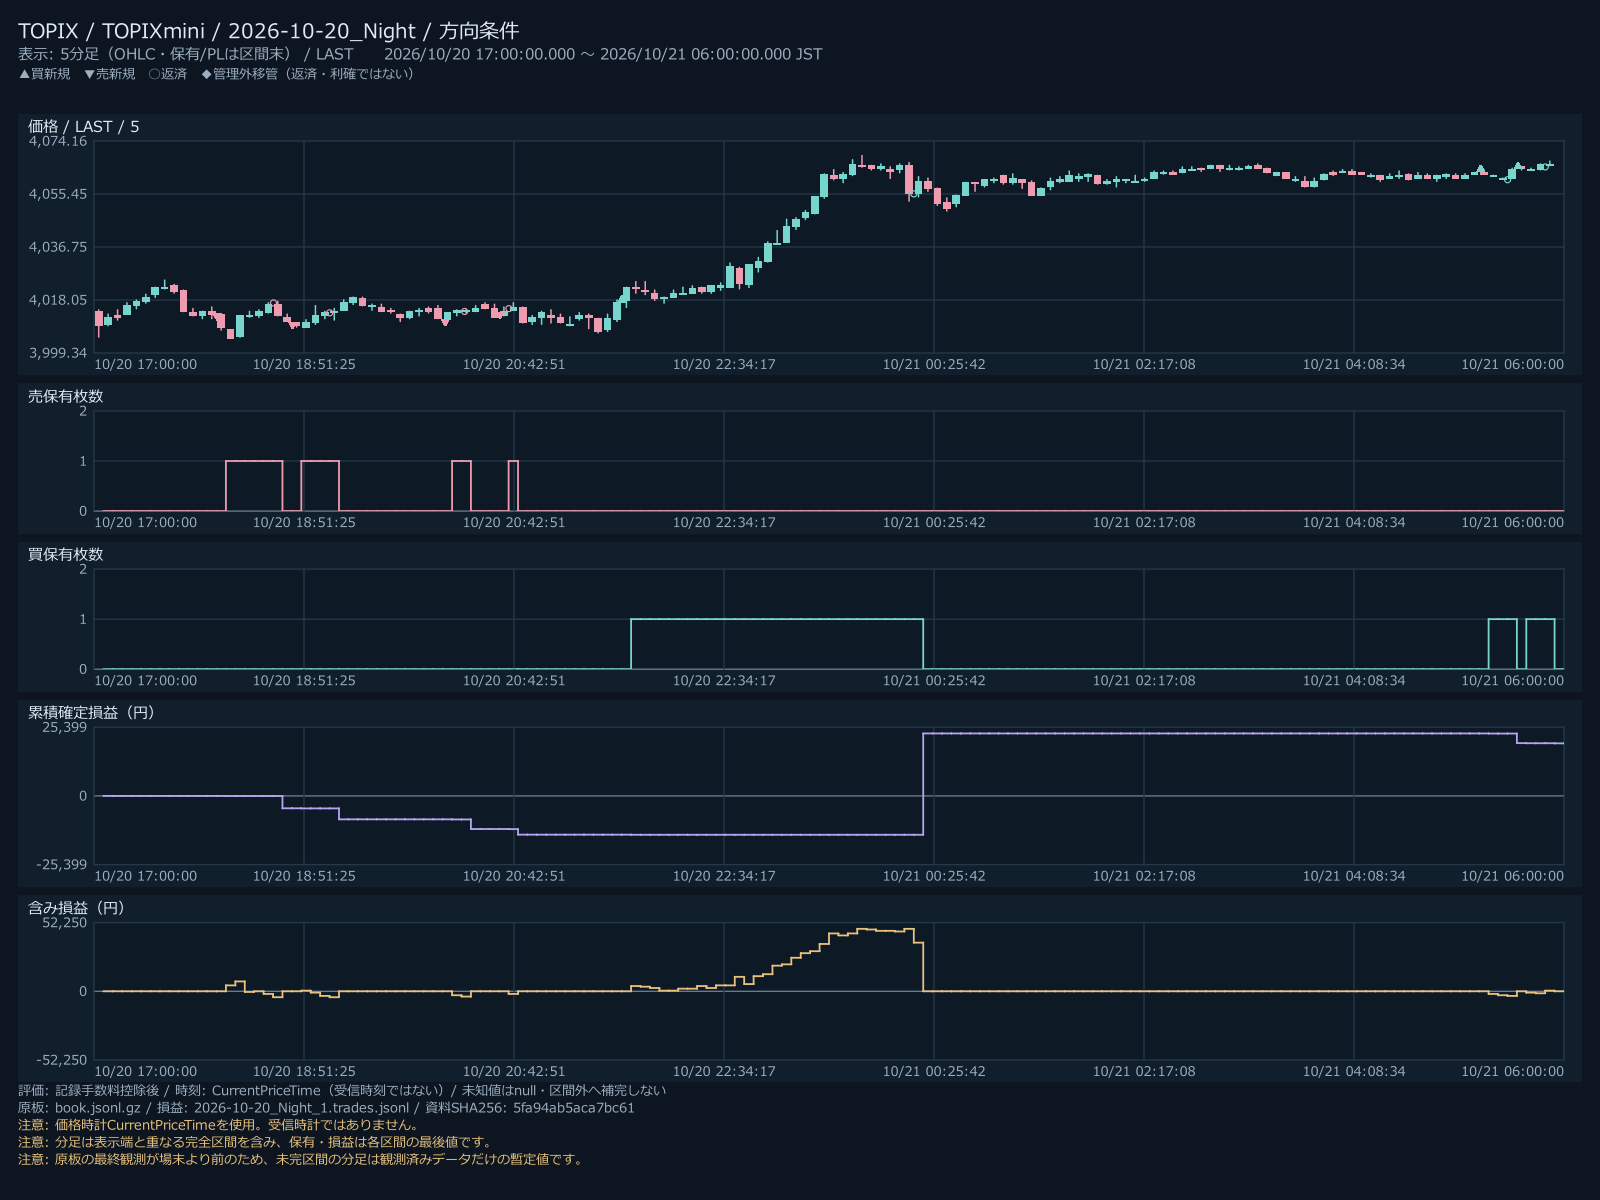 TOPIX / TOPIXmini / 2026-10-20_Night / 方向条件
表示: 5分足（OHLC・保有/PLは区間末） / LAST　　2026/10/20 17:00:00.000 ～ 2026/10/21 06:00:00.000 JST
▲買新規　▼売新規　○返済　◆管理外移管（返済・利確ではない）
価格 / LAST / 5
4,074.16
4,055.45
4,036.75
4,018.05
3,999.34
10/20 17:00:00 10/20 18:51:25 10/20 20:42:51 10/20 22:34:17 10/21 00:25:42 10/21 02:17:08 10/21 04:08:34 10/21 06:00:00
売保有枚数
2
1
0
10/20 17:00:00 10/20 18:51:25 10/20 20:42:51 10/20 22:34:17 10/21 00:25:42 10/21 02:17:08 10/21 04:08:34 10/21 06:00:00
買保有枚数
2
1
0
10/20 17:00:00 10/20 18:51:25 10/20 20:42:51 10/20 22:34:17 10/21 00:25:42 10/21 02:17:08 10/21 04:08:34 10/21 06:00:00
累積確定損益（円）
25,399
0
-25,399
10/20 17:00:00 10/20 18:51:25 10/20 20:42:51 10/20 22:34:17 10/21 00:25:42 10/21 02:17:08 10/21 04:08:34 10/21 06:00:00
含み損益（円）
52,250
0
-52,250
10/20 17:00:00 10/20 18:51:25 10/20 20:42:51 10/20 22:34:17 10/21 00:25:42 10/21 02:17:08 10/21 04:08:34 10/21 06:00:00
評価: 記録手数料控除後 / 時刻: CurrentPriceTime（受信時刻ではない）/ 未知値はnull・区間外へ補完しない
原板: book.jsonl.gz / 損益: 2026-10-20_Night_1.trades.jsonl / 資料SHA256: 5fa94ab5aca7bc61
注意: 価格時計CurrentPriceTimeを使用。受信時計ではありません。
注意: 分足は表示端と重なる完全区間を含み、保有・損益は各区間の最後値です。
注意: 原板の最終観測が場末より前のため、未完区間の分足は観測済みデータだけの暫定値です。